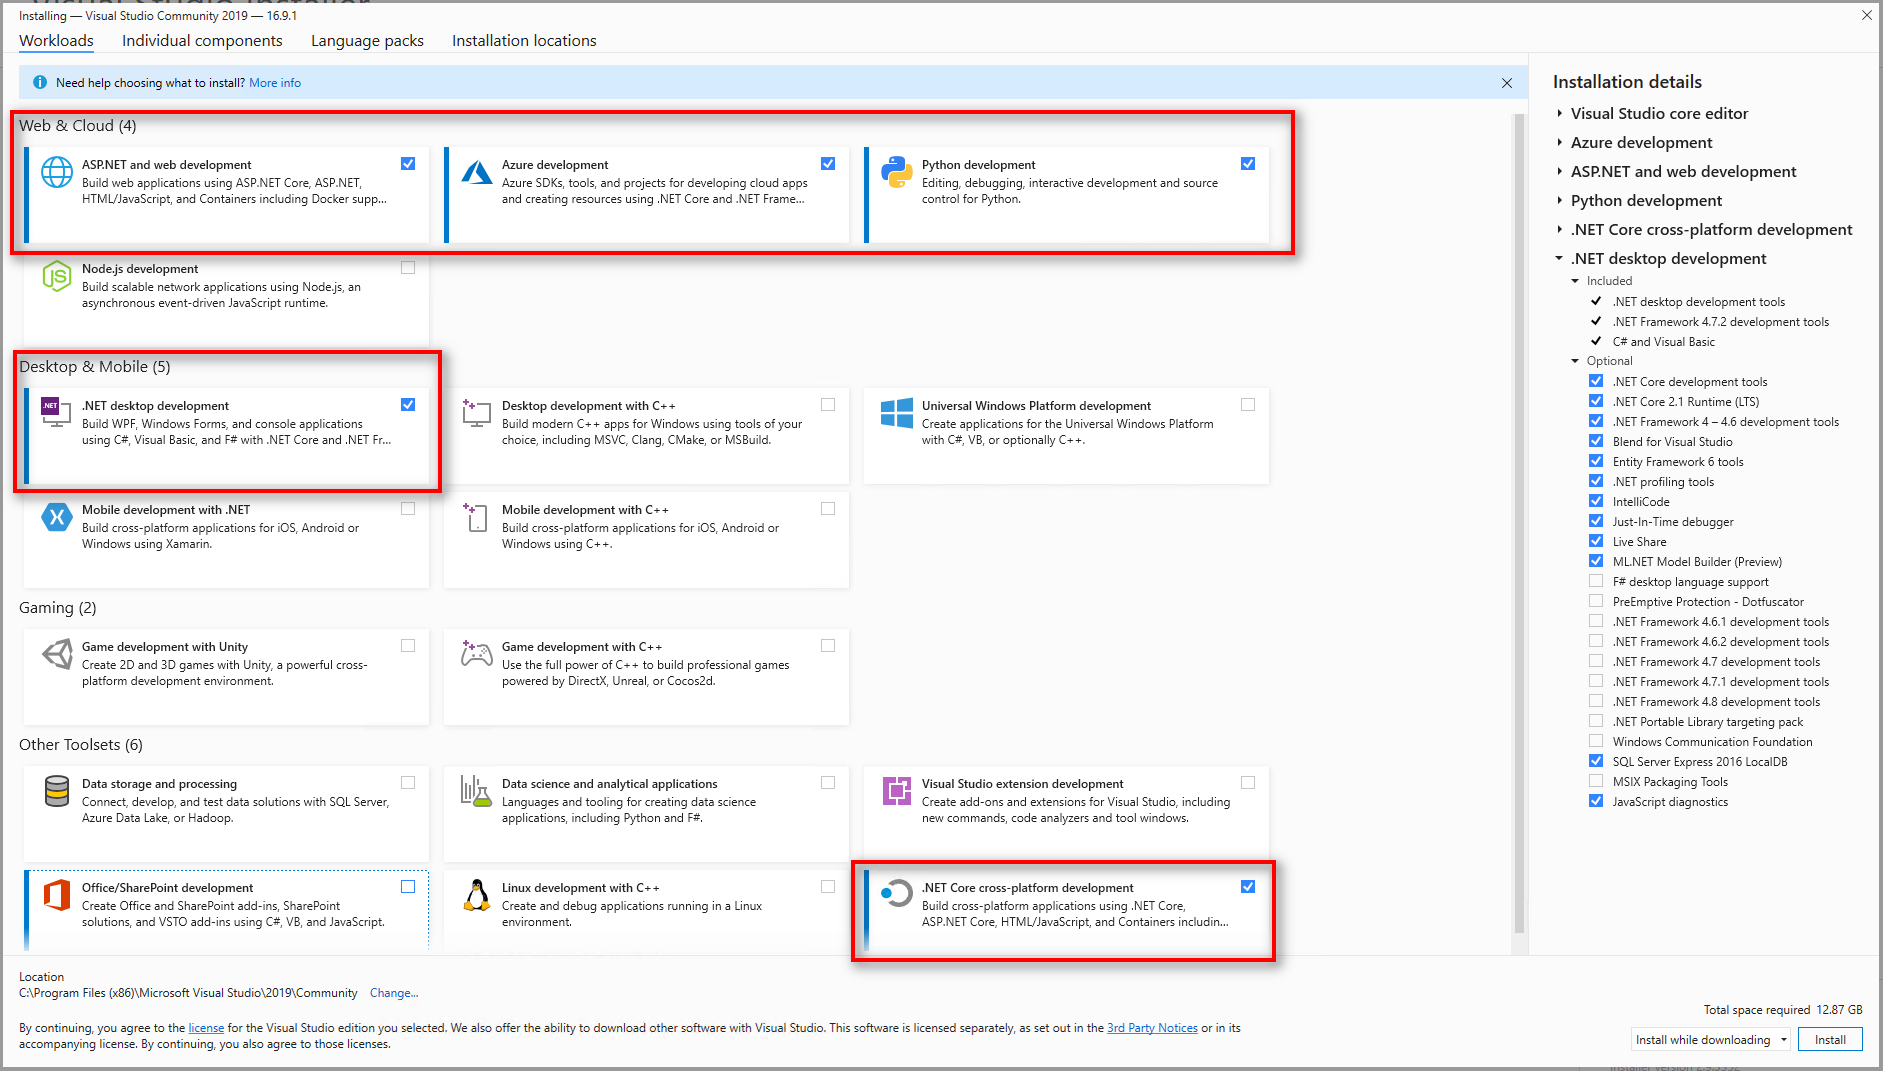 Installing — Visual Studio Community 2019 — 16.9.1
Workloads
Individual components
Language packs
Installation locations
Need help choosing what to install? More info
Web & Cloud (4)
ASP.NET and web development
Build web applications using ASP.NET Core, ASP.NET,
HTML/JavaScript, and Containers including Docker supp...
Azure development
Azure SDKs, tools, and projects for developing cloud apps
and creating resources using .NET Core and .NET Frame...
Python development
Editing, debugging, interactive development and source
control for Python.
Node.js development
Build scalable network applications using Node.js, an
asynchronous event-driven JavaScript runtime.
Desktop & Mobile (5)
.NET
.NET desktop development
Build WPF, Windows Forms, and console applications
using C#, Visual Basic, and F# with .NET Core and .NET Fr...
Desktop development with C++
Build modern C++ apps for Windows using tools of your
choice, including MSVC, Clang, CMake, or MSBuild.
Universal Windows Platform development
Create applications for the Universal Windows Platform
with C#, VB, or optionally C++.
Mobile development with .NET
Build cross-platform applications for iOS, Android or
Windows using Xamarin.
Mobile development with C++
Build cross-platform applications for iOS, Android or
Windows using C++.
Gaming (2)
Game development with Unity
Create 2D and 3D games with Unity, a powerful cross-
platform development environment.
Game development with C++
Use the full power of C++ to build professional games
powered by DirectX, Unreal, or Cocos2d.
Other Toolsets (6)
Data storage and processing
Connect, develop, and test data solutions with SQL Server,
Azure Data Lake, or Hadoop.
Data science and analytical applications
Languages and tooling for creating data science
applications, including Python and F#.
Visual Studio extension development
Create add-ons and extensions for Visual Studio, including
new commands, code analyzers and tool windows.
Office/SharePoint development
Create Office and SharePoint add-ins, SharePoint
solutions, and VSTO add-ins using C#, VB, and JavaScript.
Linux development with C++
Create and debug applications running in a Linux
environment.
.NET Core cross-platform development
Build cross-platform applications using .NET Core,
ASP.NET Core, HTML/JavaScript, and Containers includin...
Installation details
Visual Studio core editor
Azure development
ASP.NET and web development
Python development
.NET Core cross-platform development
.NET desktop development
Included
.NET desktop development tools
.NET Framework 4.7.2 development tools
C# and Visual Basic
Optional
.NET Core development tools
.NET Core 2.1 Runtime (LTS)
.NET Framework 4 – 4.6 development tools
Blend for Visual Studio
Entity Framework 6 tools
.NET profiling tools
IntelliCode
Just-In-Time debugger
Live Share
ML.NET Model Builder (Preview)
F# desktop language support
PreEmptive Protection - Dotfuscator
.NET Framework 4.6.1 development tools
.NET Framework 4.6.2 development tools
.NET Framework 4.7 development tools
.NET Framework 4.7.1 development tools
.NET Framework 4.8 development tools
.NET Portable Library targeting pack
Windows Communication Foundation
SQL Server Express 2016 LocalDB
MSIX Packaging Tools
JavaScript diagnostics
Location
C:\Program Files (x86)\Microsoft Visual Studio\2019\Community Change...
By continuing, you agree to the license for the Visual Studio edition you selected. We also offer the ability to download other software with Visual Studio. This software is licensed separately, as set out in the 3rd Party Notices or in its
accompanying license. By continuing, you also agree to those licenses.
Total space required 12.87 GB
Install while downloading
Install